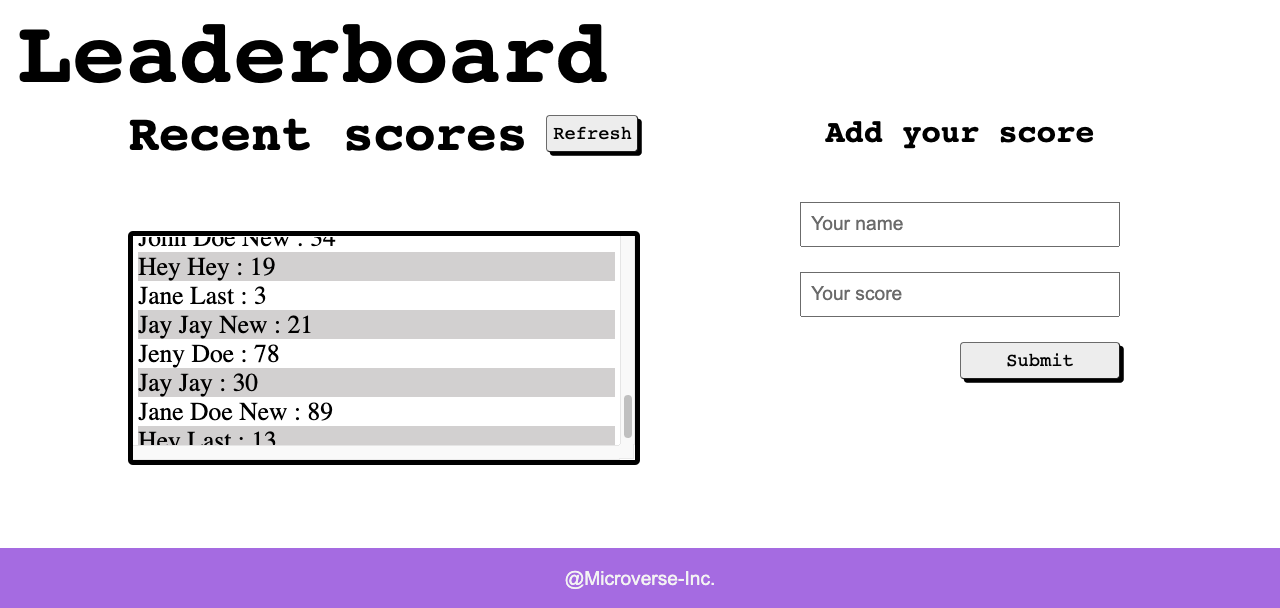 Leaderboard
Recent scores
Refresh
John Doe New : 34
Hey Hey : 19
Jane Last : 3
Jay Jay New : 21
Jeny Doe : 78
Jay Jay : 30
Jane Doe New : 89
Hey Last : 13
Add your score
Your name
Your score
Submit
@Microverse-Inc.